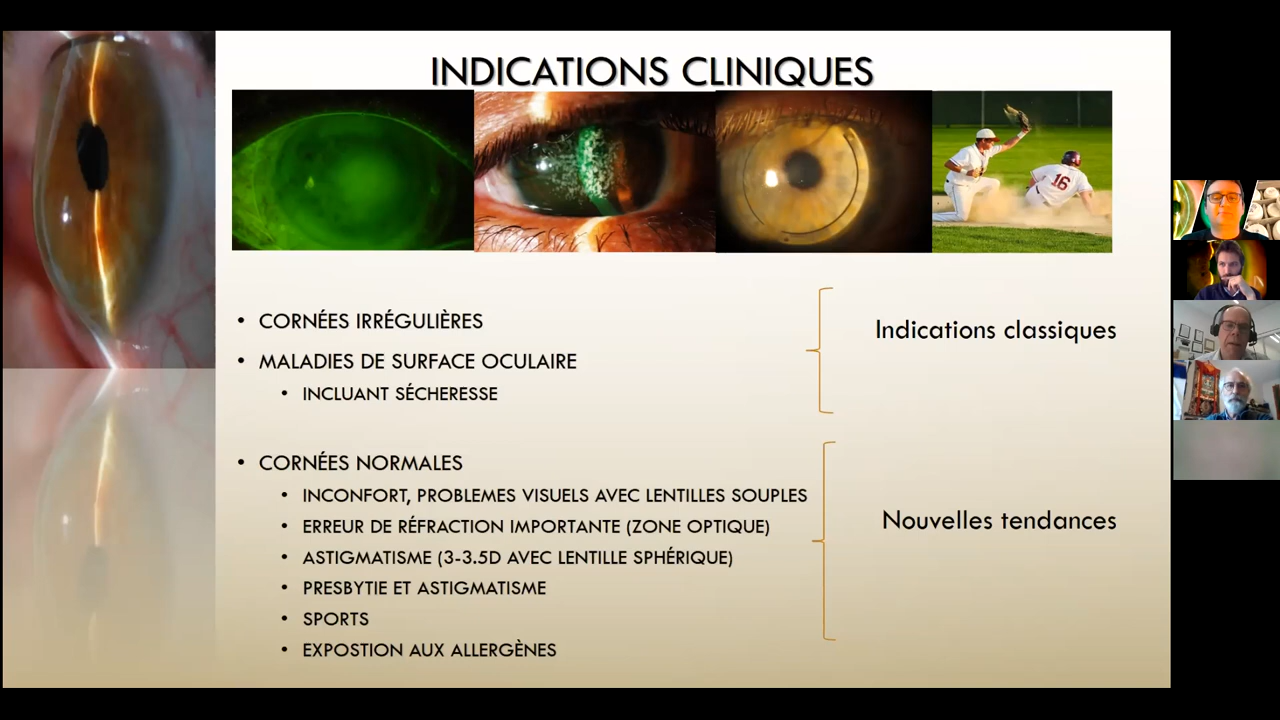 INDICATIONS CLINIQUES
16
• CORNÉES IRRÉGULIÈRES
• MALADIES DE SURFACE OCULAIRE
• INCLUANT SÉCHERESSE
Indications classiques
• CORNÉES NORMALES
• INCONFORT, PROBLEMES VISUELS AVEC LENTILLES SOUPLES
• ERREUR DE RÉFRACTION IMPORTANTE (ZONE OPTIQUE)
• ASTIGMATISME (3-3.5D AVEC LENTILLE SPHÉRIQUE)
• PRESBYTIE ET ASTIGMATISME
• SPORTS
• EXPOSTION AUX ALLERGÈNES
Nouvelles tendances